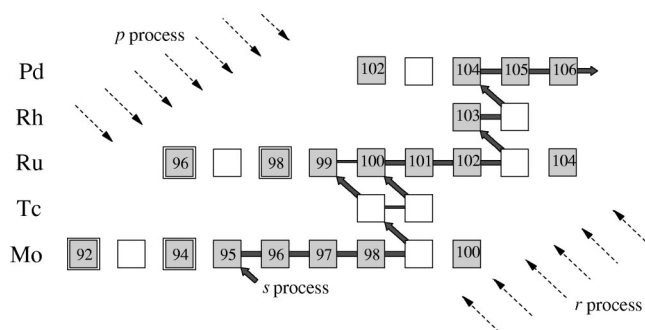 p process
Pd 102 104 105 106
Rh 103
Ru 96 98 99 100 101 102 104
Tc
Mo 92 94 95 96 97 98 100
s process
r process